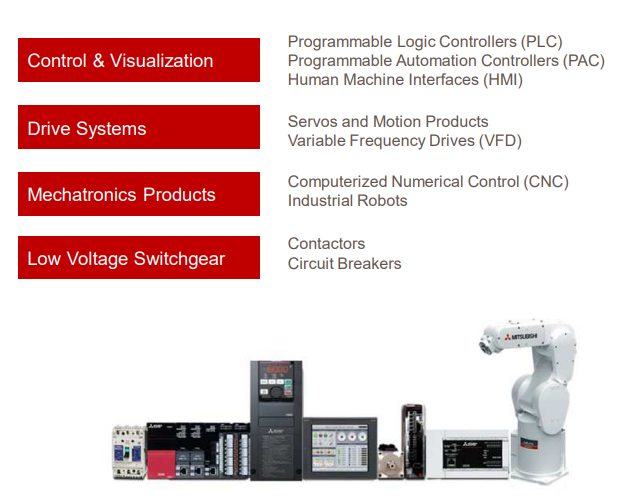 Control & Visualization
Programmable Logic Controllers (PLC)
Programmable Automation Controllers (PAC)
Human Machine Interfaces (HMI)
Drive Systems
Servos and Motion Products
Variable Frequency Drives (VFD)
Mechatronics Products
Computerized Numerical Control (CNC)
Industrial Robots
Low Voltage Switchgear
Contactors
Circuit Breakers
MITSUBISHI